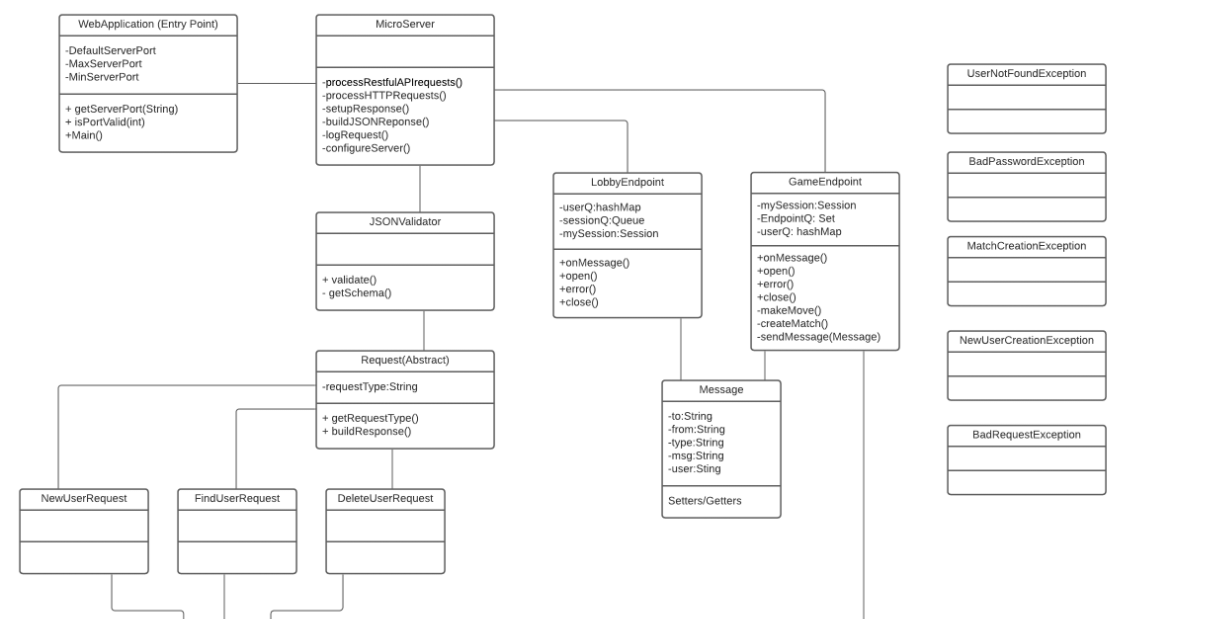 WebApplication (Entry Point)
-DefaultServerPort
-MaxServerPort
-MinServerPort
+ getServerPort(String)
+ isPortValid(int)
+Main()
MicroServer
-processRestfulAPIrequests()
-processHTTPRequests()
-setupResponse()
-buildJSONReponse()
-logRequest()
-configureServer()
JSONValidator
+ validate()
- getSchema()
Request(Abstract)
-requestType:String
+ getRequestType()
+ buildResponse()
NewUserRequest
FindUserRequest
DeleteUserRequest
LobbyEndpoint
-userQ:hashMap
-sessionQ:Queue
-mySession:Session
+onMessage()
+open()
+error()
+close()
GameEndpoint
-mySession:Session
-EndpointQ: Set
-userQ: hashMap
+onMessage()
+open()
+error()
+close()
-makeMove()
-createMatch()
-sendMessage(Message)
Message
-to:String
-from:String
-type:String
-msg:String
-user:Sting
Setters/Getters
UserNotFoundException
BadPasswordException
MatchCreationException
NewUserCreationException
BadRequestException